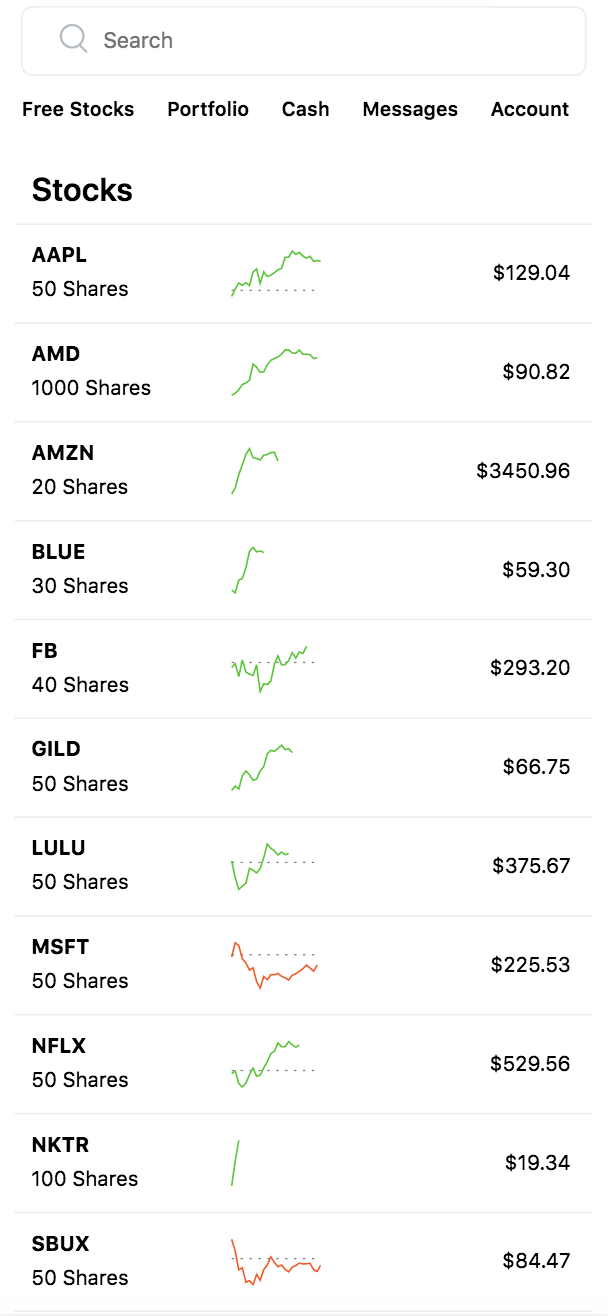 Search
Free Stocks Portfolio Cash Messages Account
Stocks
AAPL
50 Shares
$129.04
AMD
1000 Shares
$90.82
AMZN
20 Shares
$3450.96
BLUE
30 Shares
$59.30
FB
40 Shares
$293.20
GILD
50 Shares
$66.75
LULU
50 Shares
$375.67
MSFT
50 Shares
$225.53
NFLX
50 Shares
$529.56
NKTR
100 Shares
$19.34
SBUX
50 Shares
$84.47